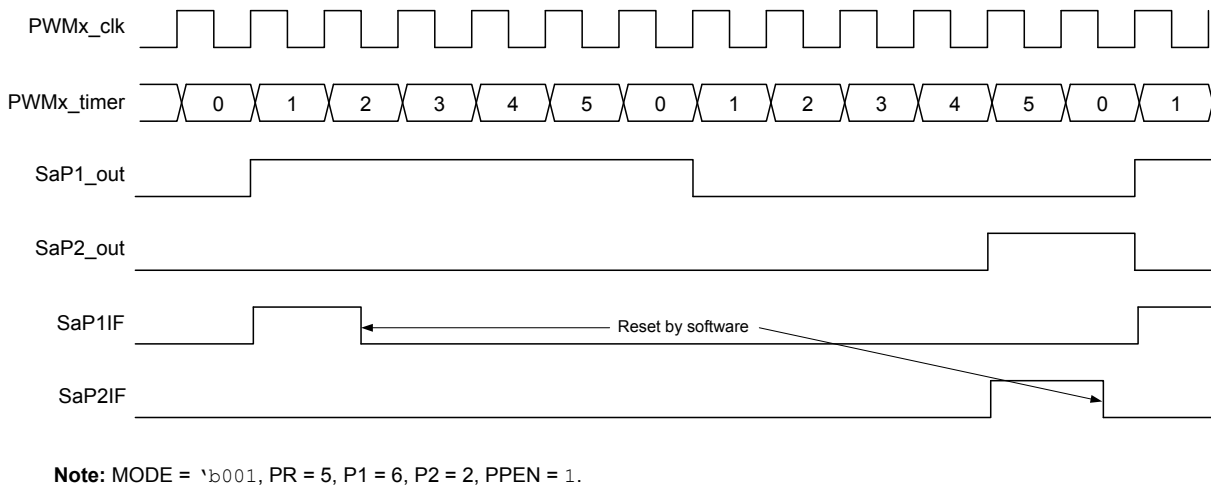 PWMx_clk
PWMx_timer 0 1 2 3 4 5 0 1 2 3 4 5 0 1
SaP1_out
SaP2_out
SaP1IF
Reset by software
SaP2IF
Note: MODE = ‘b001, PR = 5, P1 = 6, P2 = 2, PPEN = 1.